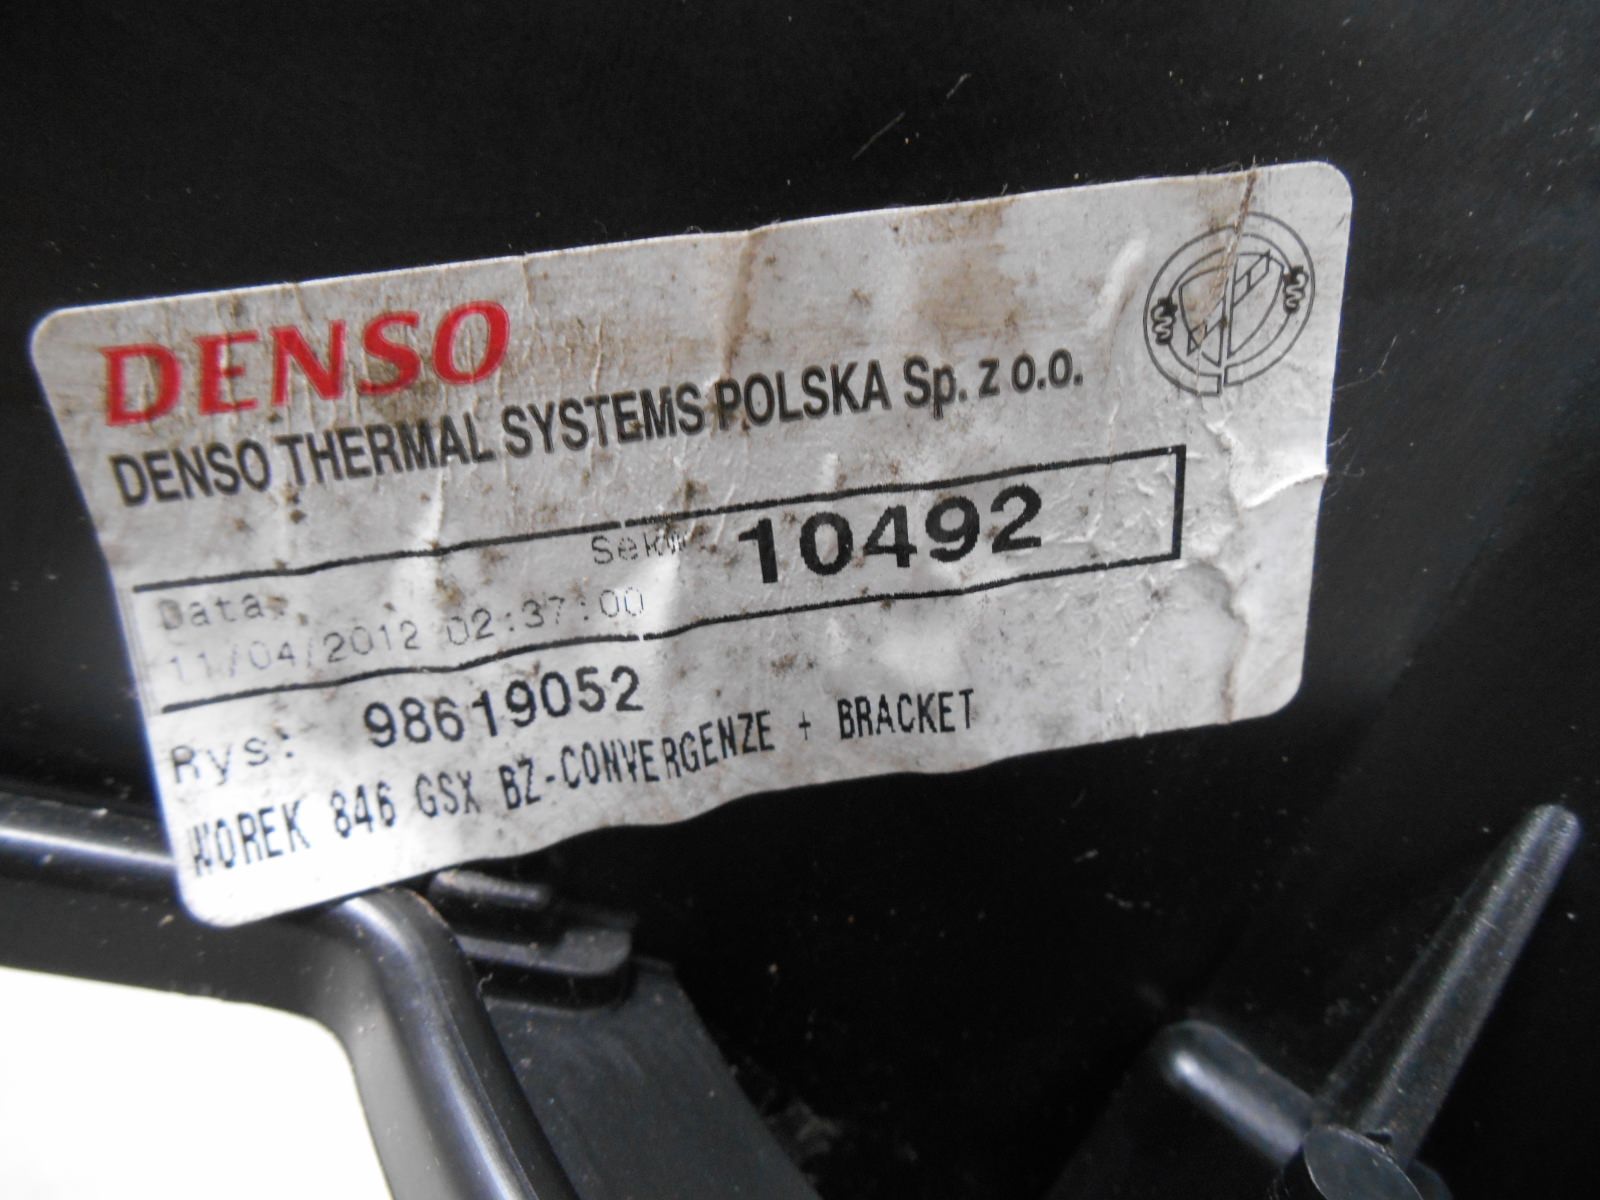 DENSO
DENSO THERMAL SYSTEMS POLSKA Sp. z o.o.
Sekw. 10492
Data:
11/04/2012 02:37:00
Rys: 98619052
WOREK 846 GSX BZ-CONVERGENZE + BRACKET